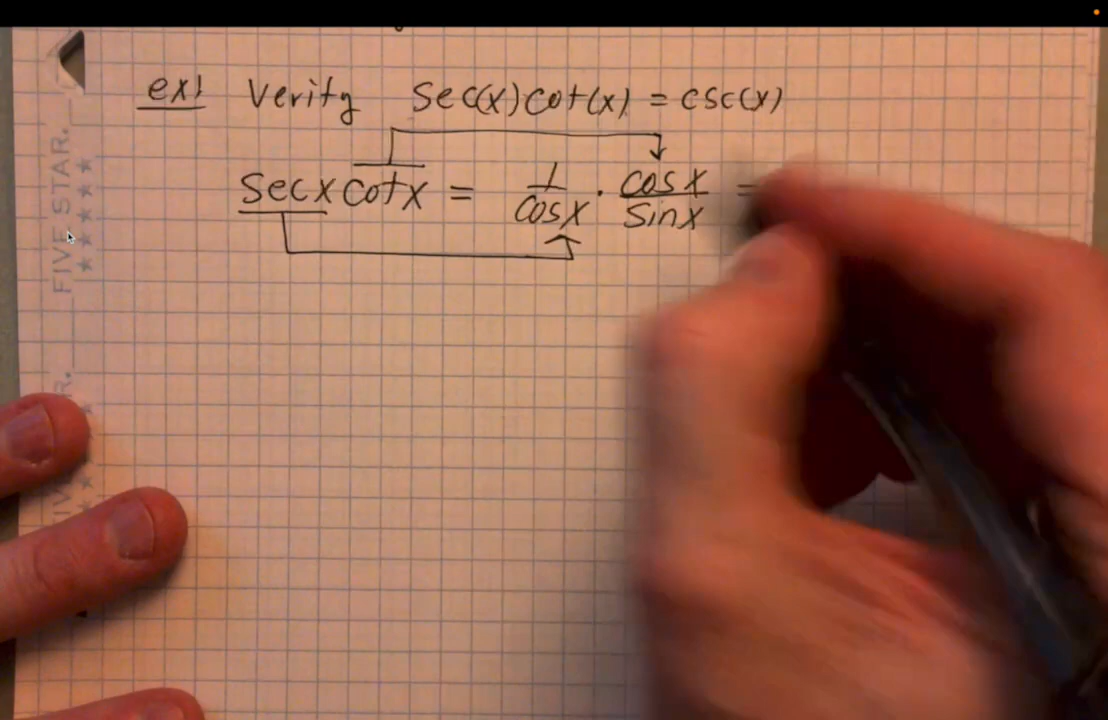 ex! Verify sec(x)cot(x) = csc(x)
secx cotx = 1/cosx · cosx/sinx =
FIVE STAR.